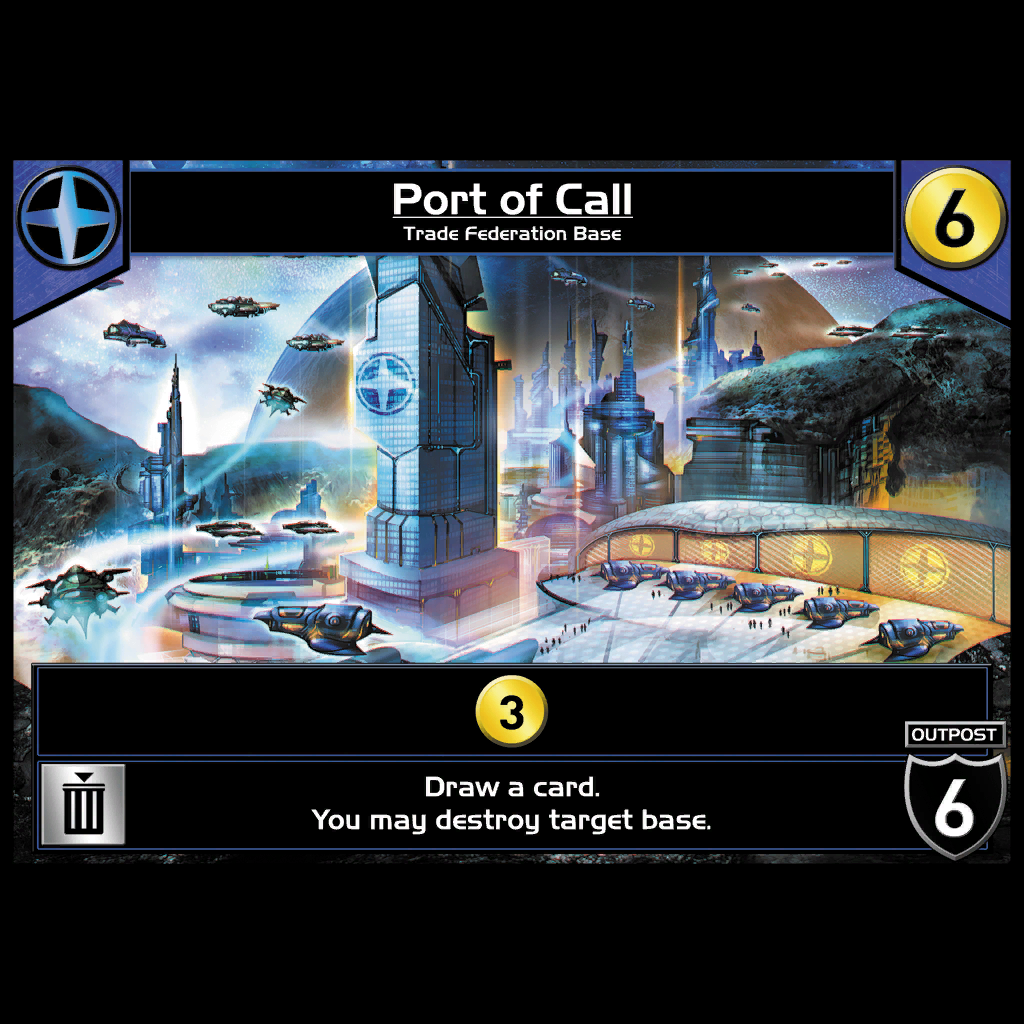 Port of Call
Trade Federation Base
6
3
Draw a card.
You may destroy target base.
OUTPOST
6